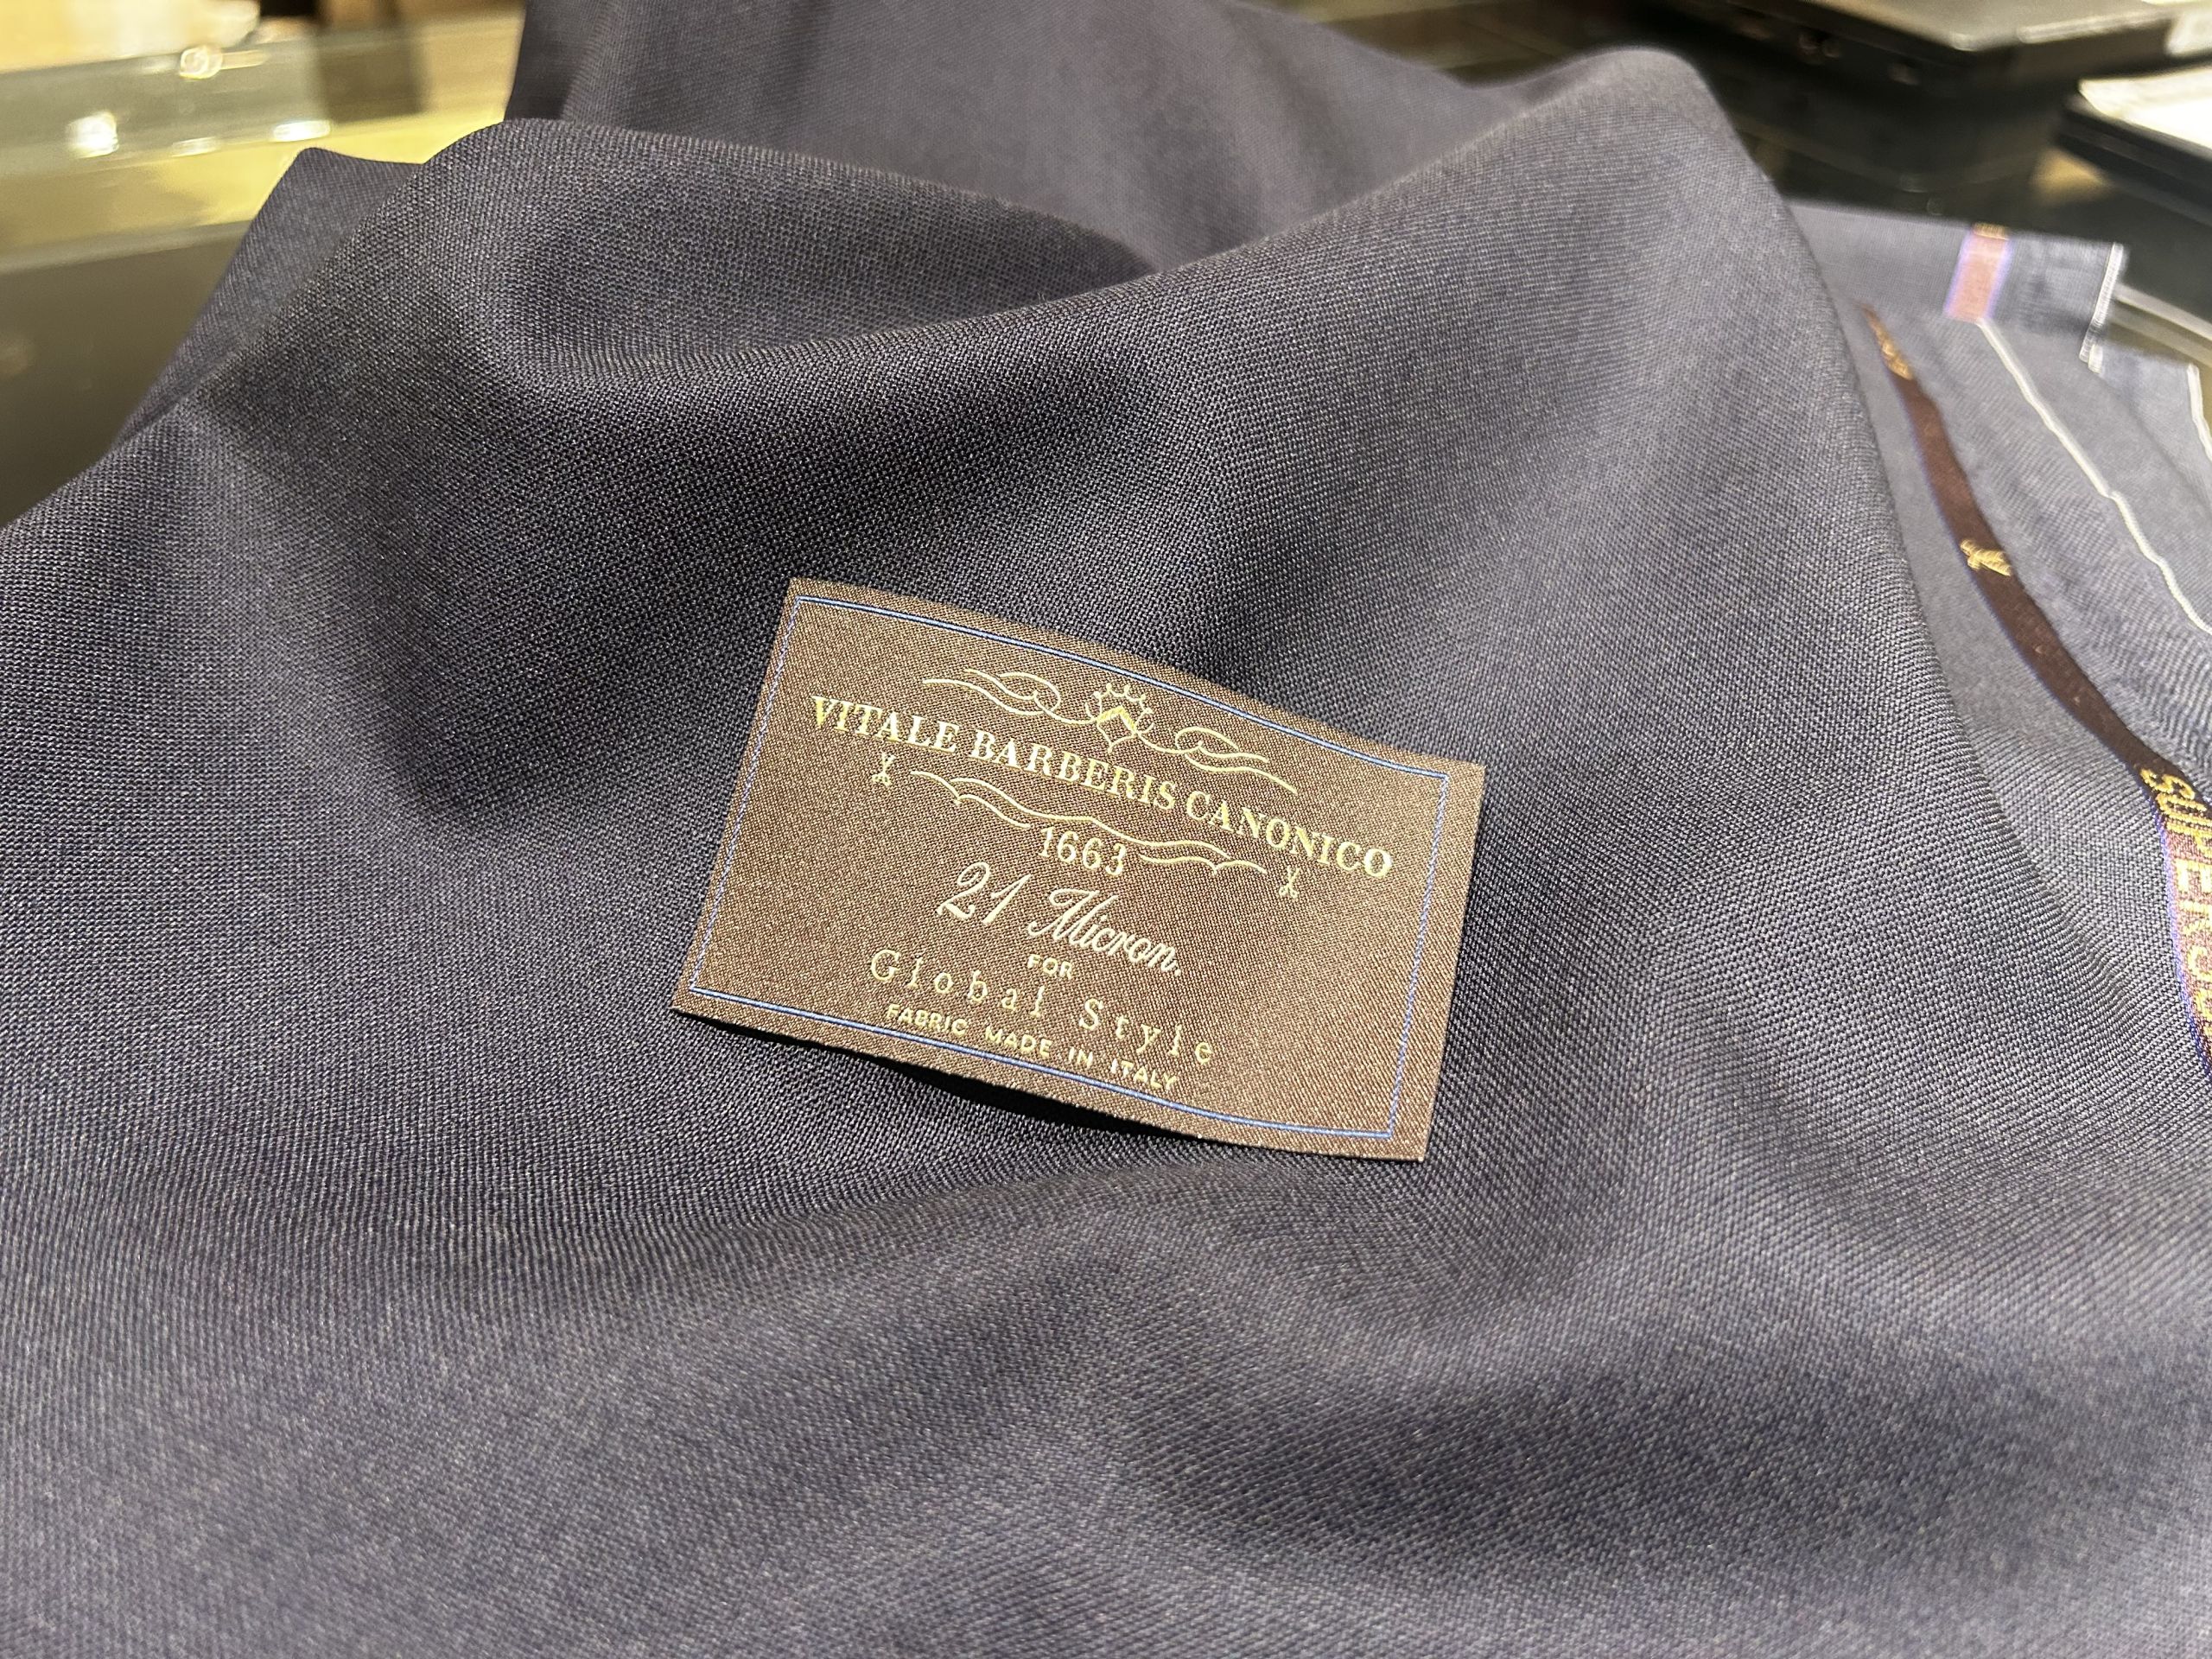 VITALE BARBERIS CANONICO
1663
21 Micron.
FOR
Global Style
FABRIC MADE IN ITALY